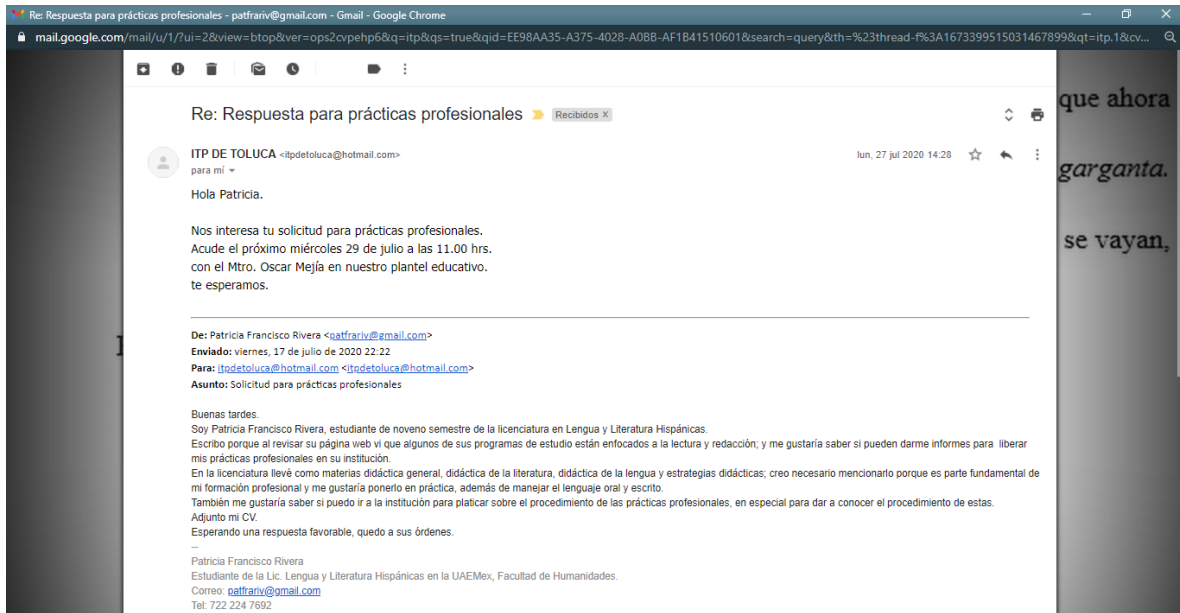 Re: Respuesta para prácticas profesionales - patfrariv@gmail.com - Gmail - Google Chrome
mail.google.com/mail/u/1/?ui=2&view=btop&ver=ops2cvpehp6&q=itp&qs=true&qid=EE98AA35-A375-4028-A0BB-AF1B41510601&search=query&th=%23thread-f%3A1673399515031467899&qt=itp.1&cv...
que ahora
Re: Respuesta para prácticas profesionales Recibidos x
ITP DE TOLUCA <itpdetoluca@hotmail.com> lun, 27 jul 2020 14:28
para mí
garganta.
Hola Patricia.
Nos interesa tu solicitud para prácticas profesionales.
se vayan,
Acude el próximo miércoles 29 de julio a las 11.00 hrs.
con el Mtro. Oscar Mejía en nuestro plantel educativo.
te esperamos.
De: Patricia Francisco Rivera <patfrariv@gmail.com>
Enviado: viernes, 17 de julio de 2020 22:22
Para: itpdetoluca@hotmail.com <itpdetoluca@hotmail.com>
Asunto: Solicitud para prácticas profesionales
Buenas tardes.
Soy Patricia Francisco Rivera, estudiante de noveno semestre de la licenciatura en Lengua y Literatura Hispánicas.
Escribo porque al revisar su página web vi que algunos de sus programas de estudio están enfocados a la lectura y redacción; y me gustaría saber si pueden darme informes para liberar
mis prácticas profesionales en su institución.
En la licenciatura llevé como materias didáctica general, didáctica de la literatura, didáctica de la lengua y estrategias didácticas; creo necesario mencionarlo porque es parte fundamental de
mi formación profesional y me gustaría ponerlo en práctica, además de manejar el lenguaje oral y escrito.
También me gustaría saber si puedo ir a la institución para platicar sobre el procedimiento de las prácticas profesionales, en especial para dar a conocer el procedimiento de estas.
Adjunto mi CV.
Esperando una respuesta favorable, quedo a sus órdenes.
--
Patricia Francisco Rivera
Estudiante de la Lic. Lengua y Literatura Hispánicas en la UAEMex, Facultad de Humanidades.
Correo: patfrariv@gmail.com
Tel: 722 224 7692